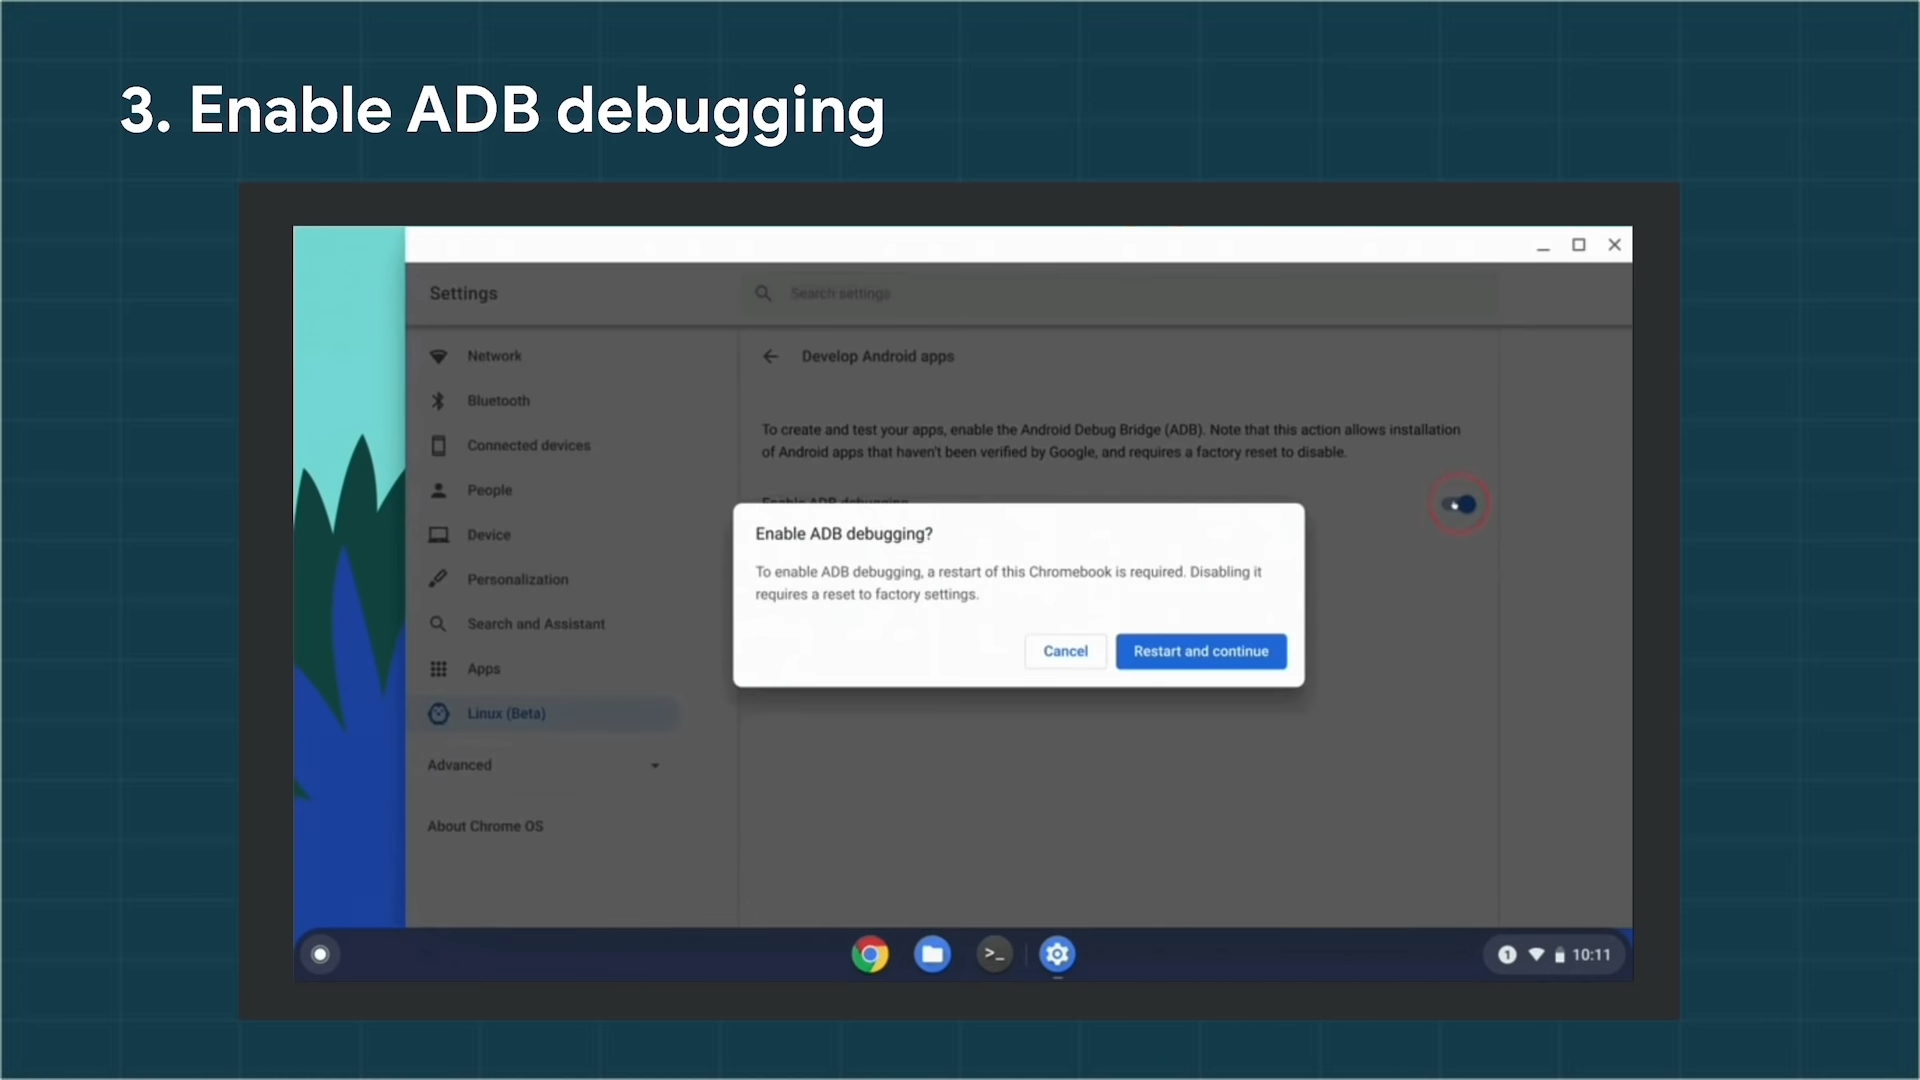 3. Enable ADB debugging
Settings
Search settings
Network
Bluetooth
Connected devices
People
Device
Personalization
Search and Assistant
Apps
Linux (Beta)
Advanced
About Chrome OS
Develop Android apps
To create and test your apps, enable the Android Debug Bridge (ADB). Note that this action allows installation
of Android apps that haven't been verified by Google, and requires a factory reset to disable.
Enable ADB debugging
Enable ADB debugging?
To enable ADB debugging, a restart of this Chromebook is required. Disabling it
requires a reset to factory settings.
Cancel
Restart and continue
1
10:11